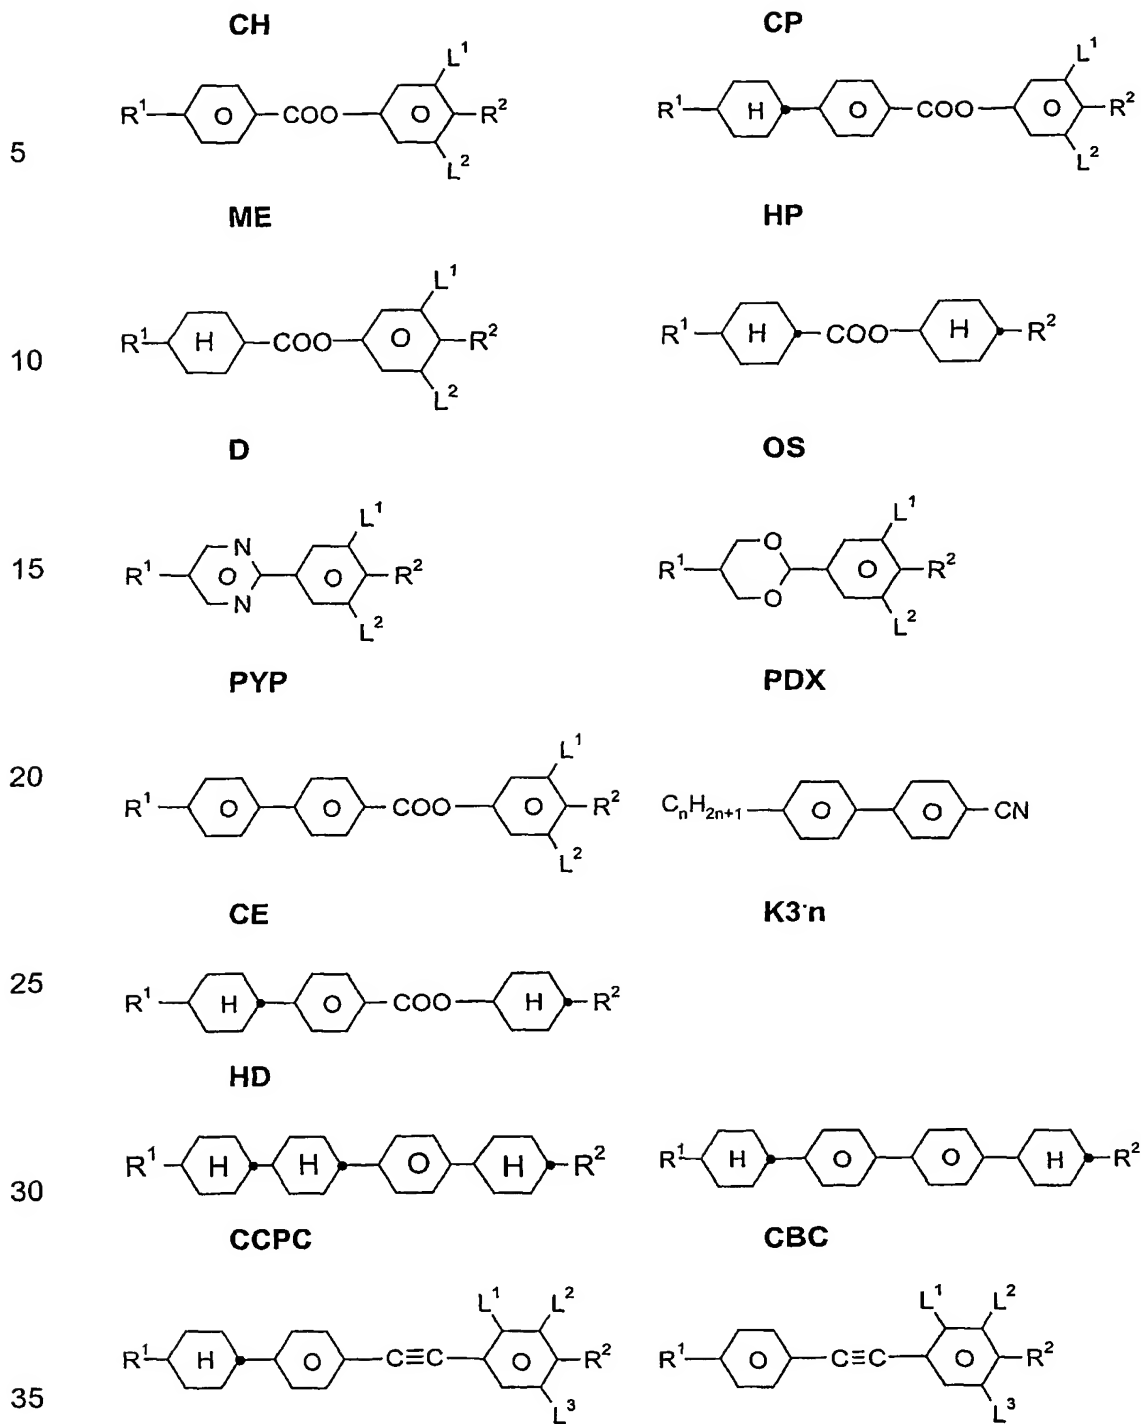 CH CP
L¹ L¹
R¹ O COO O R² R¹ H O COO O R²
5
L² L²
ME HP
L¹
R¹ H COO O R² R¹ H COO H R²
10
L²
D OS
L¹ L¹
N O
15 R¹ O O R² R¹ O R²
N O
L² L²
PYP PDX
L¹
20 R¹ O O COO O R² CₙH₂ₙ₊₁ O O CN
L²
CE K3·n
25 R¹ H O COO H R²
HD
R¹ H H O H R² R¹ H O O H R²
30
CCPC CBC
L¹ L² L¹ L²
R¹ H O C≡C O R² R¹ O C≡C O R²
35 L³ L³